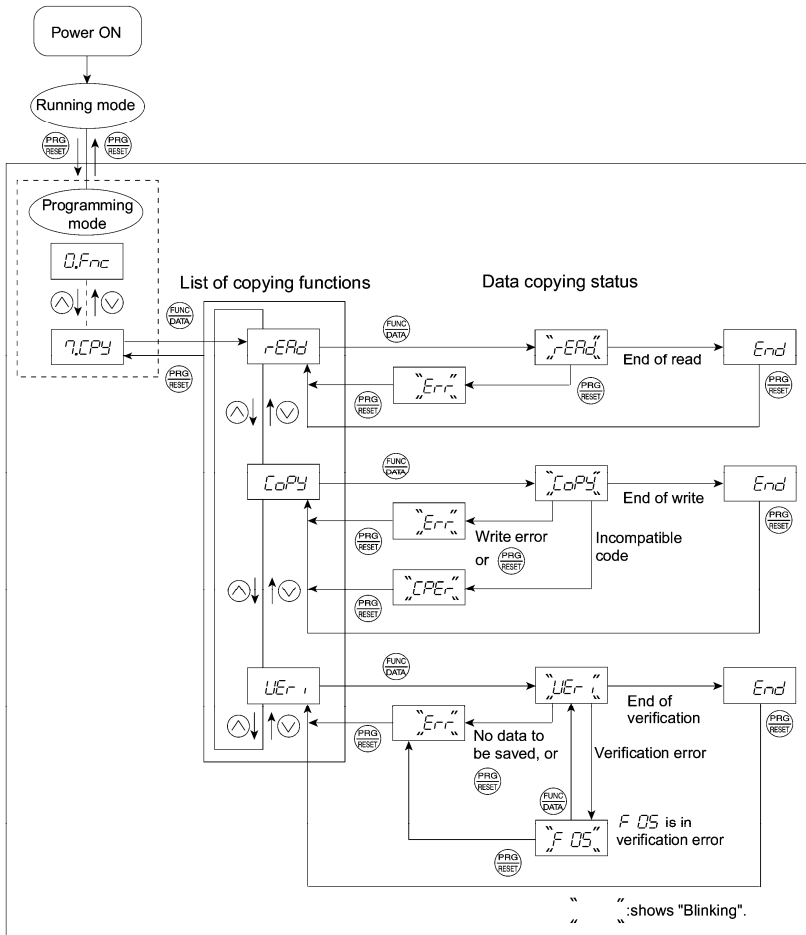 Power ON
Running mode
PRG
RESET
PRG
RESET
Programming
mode
0.Fnc
List of copying functions
Data copying status
FUNC
DATA
7.CPY
PRG
RESET
rEAd
FUNC
DATA
"rEAd"
End of read
End
"Err"
PRG
RESET
PRG
RESET
PRG
RESET
CoPY
FUNC
DATA
"CoPY"
End of write
End
"Err"
PRG
RESET
Write error
or PRG
RESET
Incompatible
code
PRG
RESET
"CPEr"
PRG
RESET
UEr i
FUNC
DATA
"UEr i"
End of
verification
End
"Err"
PRG
RESET
No data to
be saved, or
PRG
RESET
Verification error
PRG
RESET
FUNC
DATA
"F 05"
F 05 is in
verification error
PRG
RESET
" " :shows "Blinking".